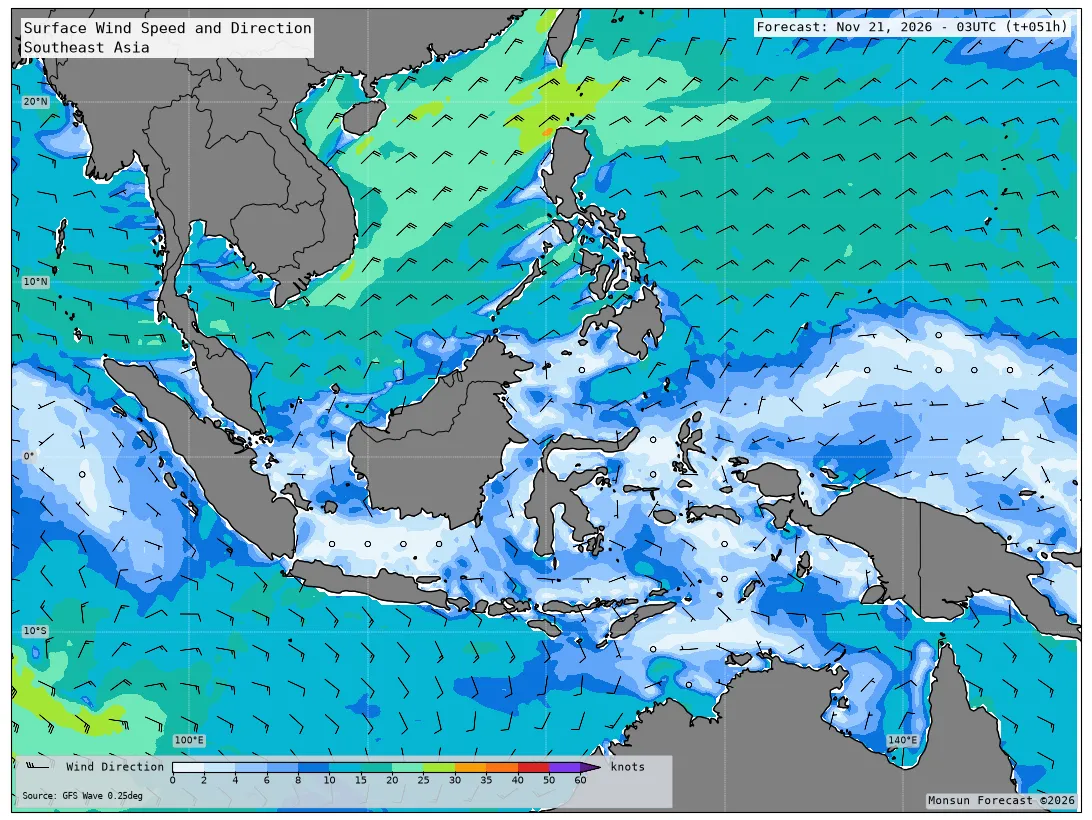 Surface Wind Speed and Direction
Southeast Asia
Forecast: Nov 21, 2026 - 03UTC (t+051h)
20°N
10°N
0°
10°S
100°E
140°E
Wind Direction
0 2 4 6 8 10 15 20 25 30 35 40 50 60
knots
Source: GFS Wave 0.25deg
Monsun Forecast ©2026